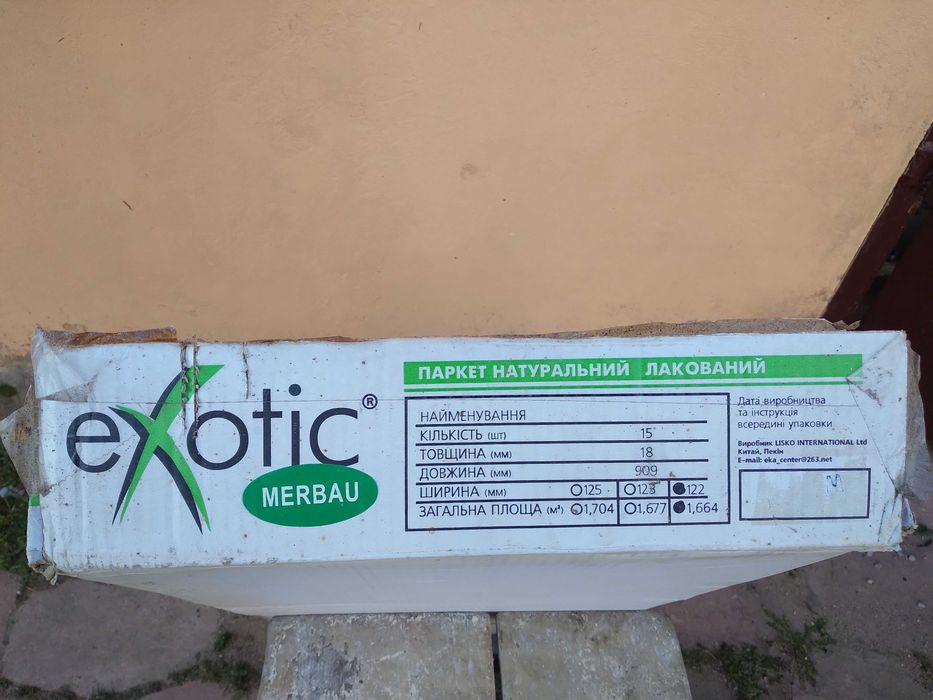 exotic®
MERBAU
ПАРКЕТ НАТУРАЛЬНИЙ ЛАКОВАНИЙ
НАЙМЕНУВАННЯ
КІЛЬКІСТЬ (шт) 15
ТОВЩИНА (мм) 18
ДОВЖИНА (мм) 909
ШИРИНА (мм) 125 123 122
ЗАГАЛЬНА ПЛОЩА (м²) 1,704 1,677 1,664
Дата виробництва
та інструкція
всередині упаковки
Виробник LISKO INTERNATIONAL Ltd
Китай, Пекін
E-mail: eka_center@263.net
M